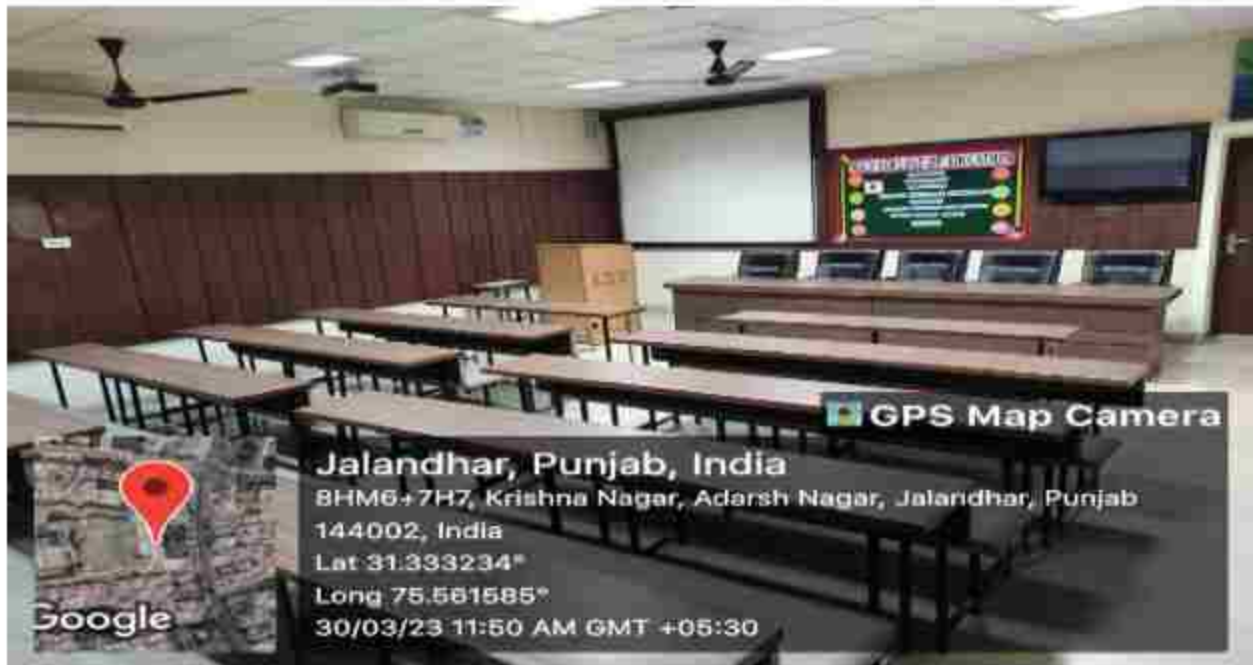 GPS Map Camera
Jalandhar, Punjab, India
8HM6+7H7, Krishna Nagar, Adarsh Nagar, Jalandhar, Punjab
144002, India
Lat 31.333234°
Long 75.561585°
30/03/23 11:50 AM GMT +05:30
Google